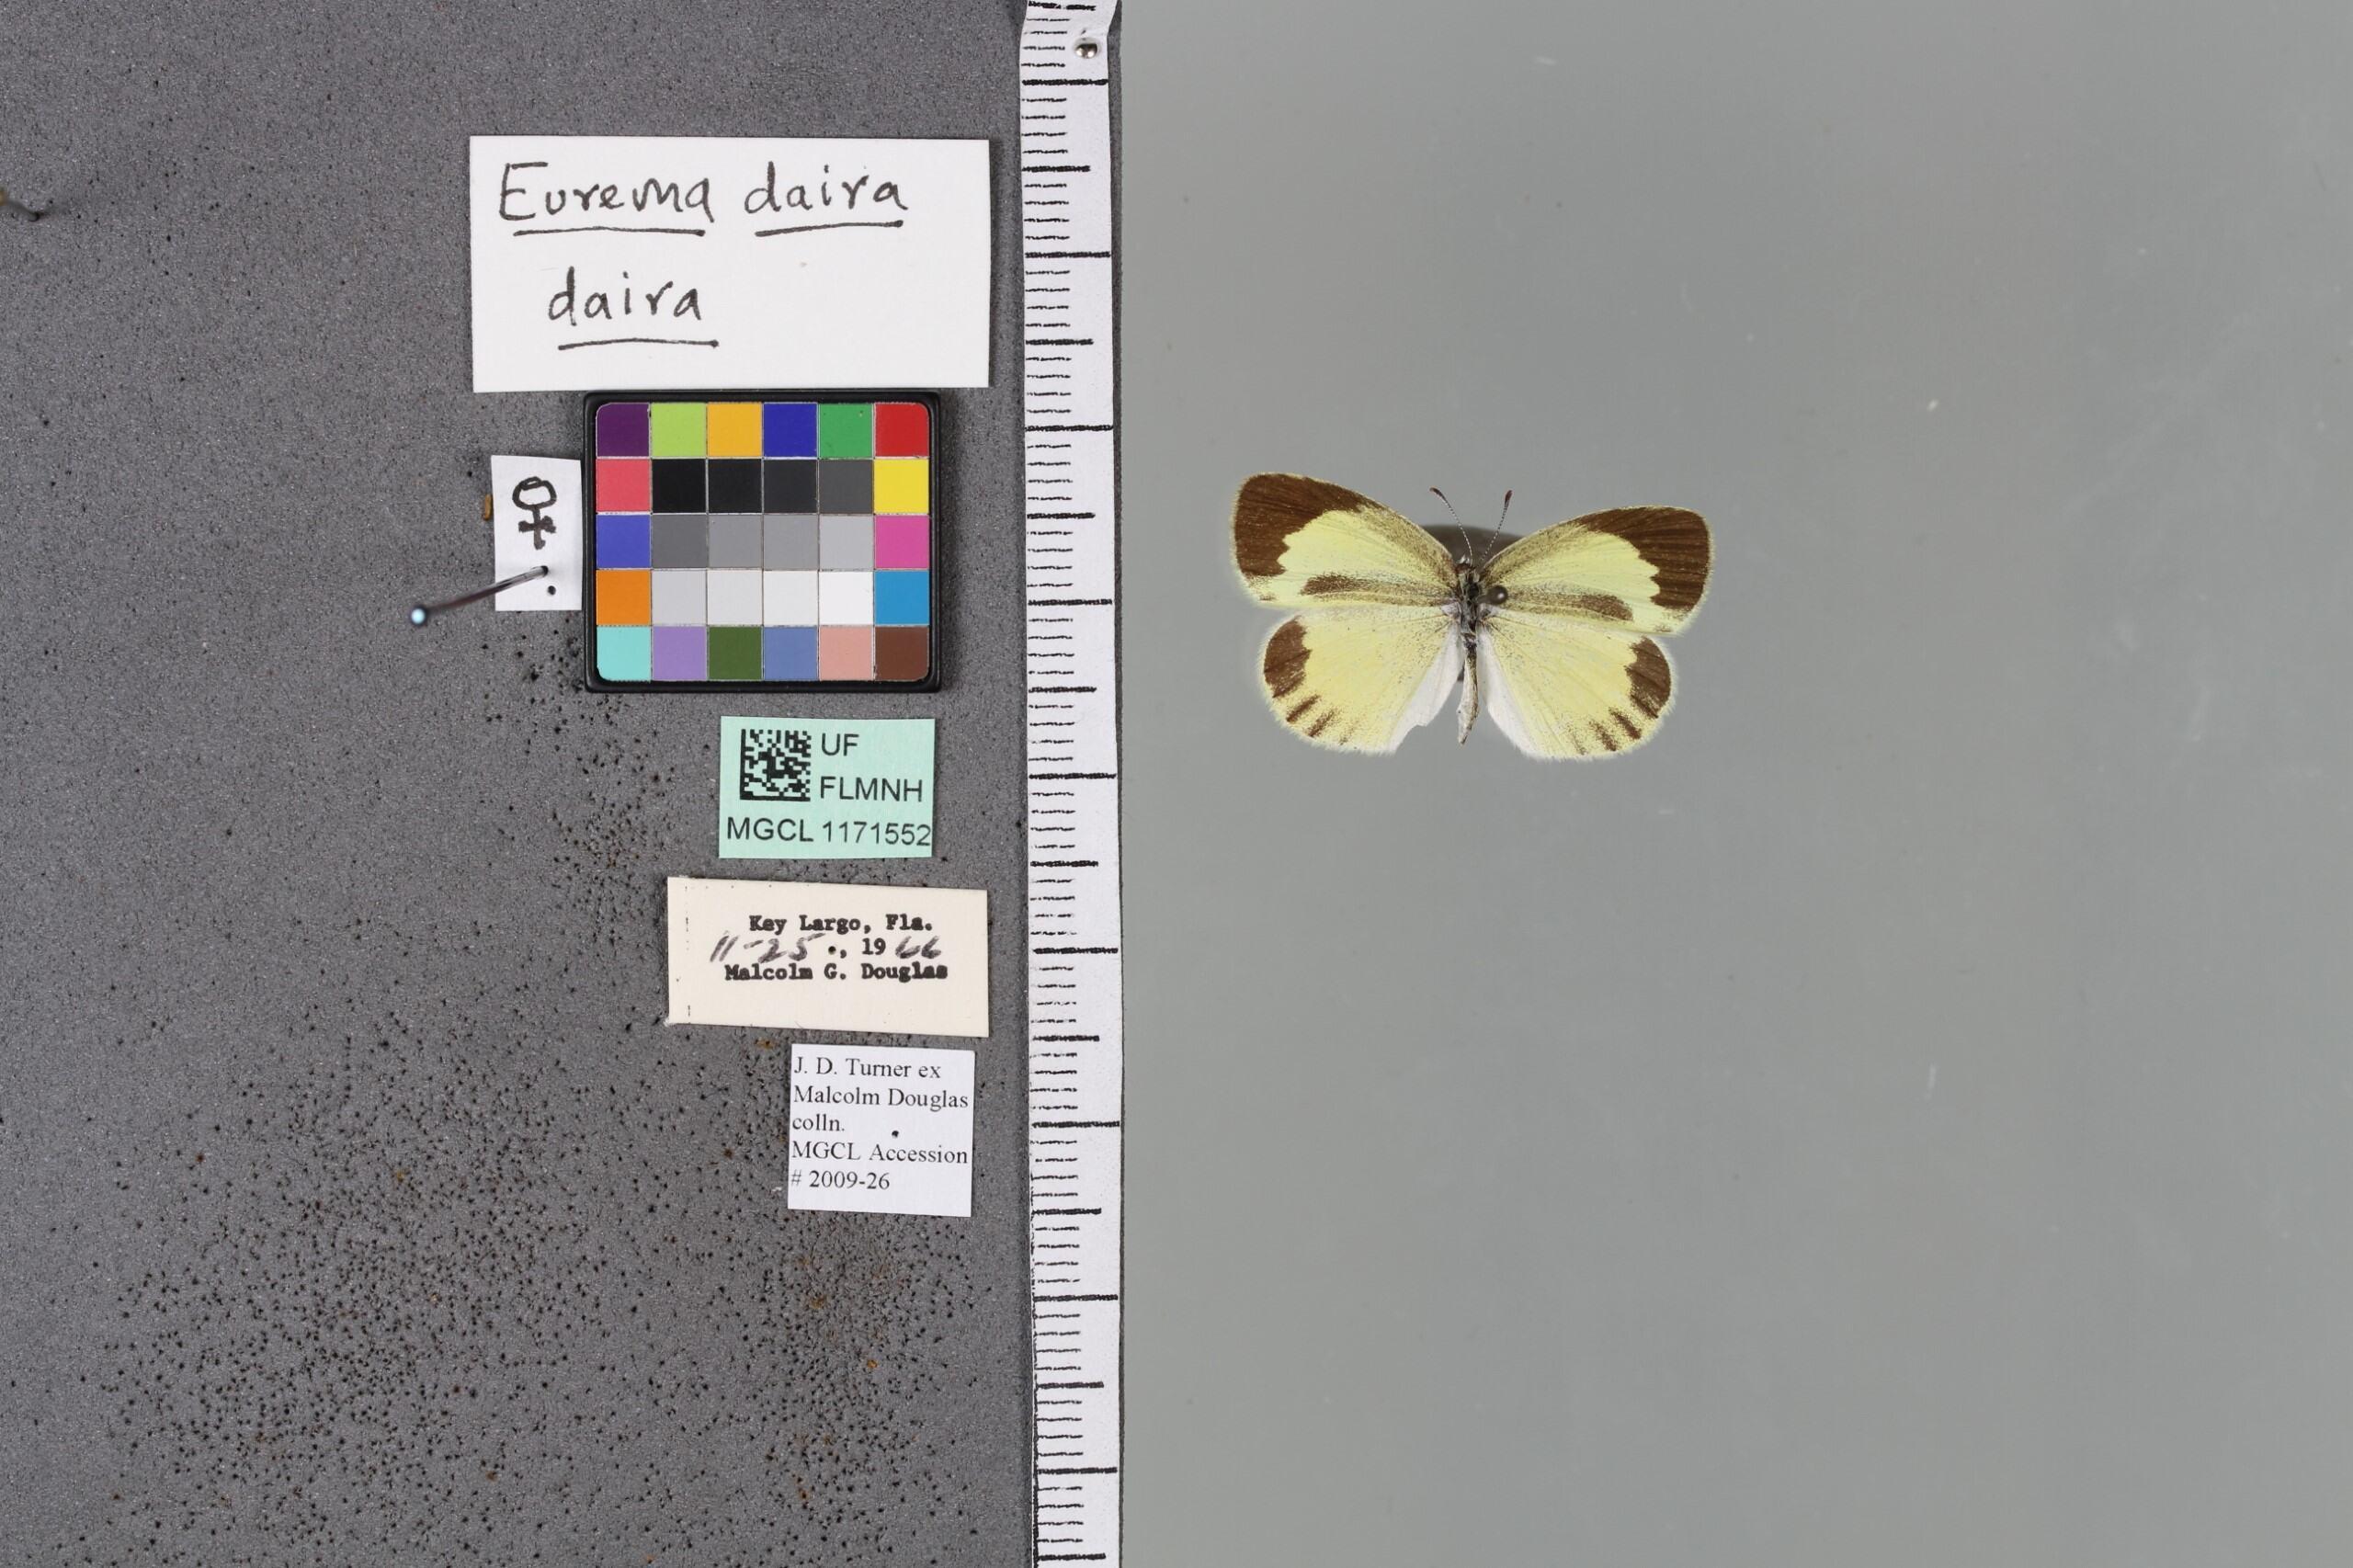 Eurema daira
daira
♀
UF
FLMNH
MGCL 1171552
Key Largo, Fla.
11-25 ., 1966
Malcolm G. Douglas
J. D. Turner ex
Malcolm Douglas
colln.
MGCL Accession
# 2009-26